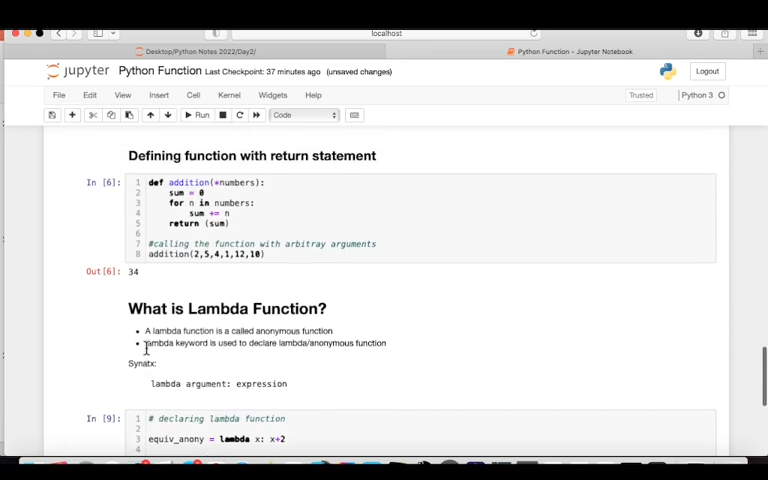 localhost
Desktop/Python Notes 2022/Day2/
Python Function - Jupyter Notebook
jupyter Python Function Last Checkpoint: 37 minutes ago (unsaved changes)
Logout
File Edit View Insert Cell Kernel Widgets Help
Trusted Python 3
Run Code
Defining function with return statement
In [6]:
1 def addition(*numbers):
2 sum = 0
3 for n in numbers:
4 sum += n
5 return (sum)
6
7 #calling the function with arbitray arguments
8 addition(2,5,4,1,12,10)
Out[6]: 34
What is Lambda Function?
• A lambda function is a called anonymous function
• lambda keyword is used to declare lambda/anonymous function
Synatx:
lambda argument: expression
In [9]:
1 # declaring lambda function
2
3 equiv_anony = lambda x: x+2
4